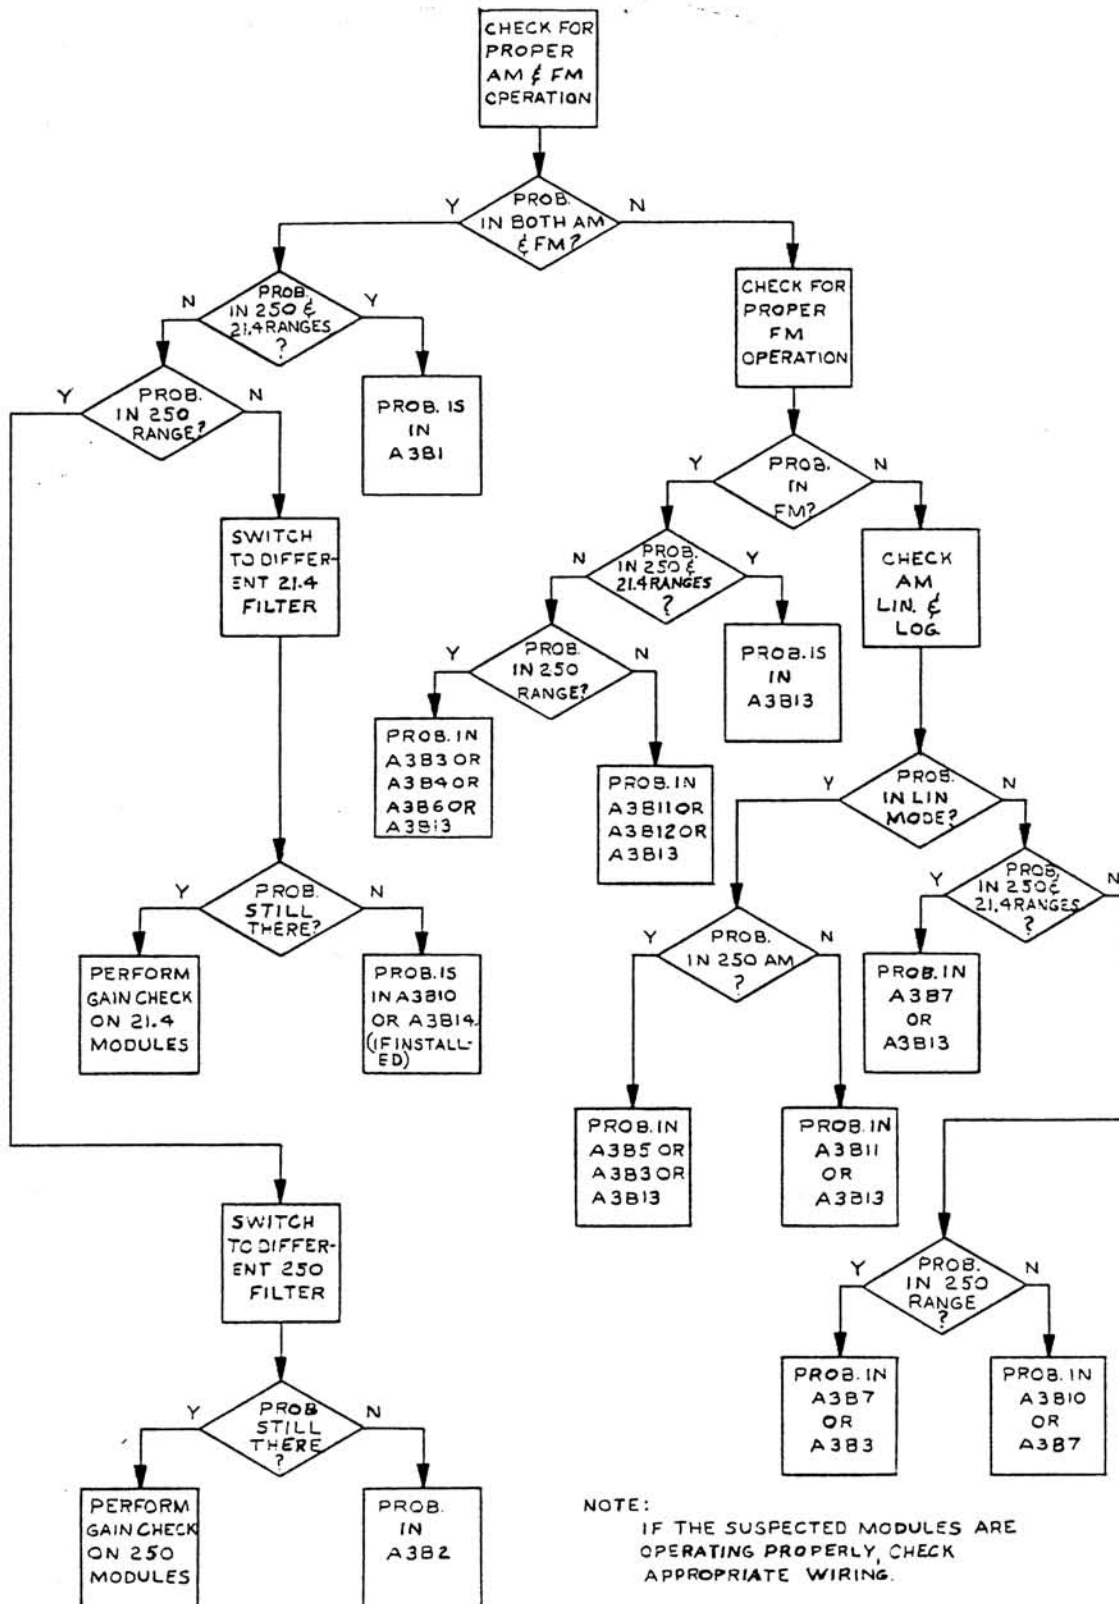 CHECK FOR
PROPER
AM & FM
OPERATION
PROB.
IN BOTH AM
& FM?
Y
N
PROB.
IN 250 &
21.4 RANGES
?
N
Y
CHECK FOR
PROPER
FM
OPERATION
PROB.
IN 250
RANGE?
Y
N
PROB. IS
IN
A3B1
PROB.
IN
FM?
Y
N
SWITCH
TO DIFFER-
ENT 21.4
FILTER
PROB.
IN 250 &
21.4 RANGES
?
N
Y
CHECK
AM
LIN. &
LOG
PROB.
IN 250
RANGE?
Y
N
PROB. IS
IN
A3B13
PROB. IN
A3B3 OR
A3B4 OR
A3B6 OR
A3B13
PROB. IN
A3B11 OR
A3B12 OR
A3B13
PROB.
IN LIN
MODE?
Y
N
PROB.
STILL
THERE?
Y
N
PROB.
IN 250 &
21.4 RANGES
?
Y
N
PERFORM
GAIN CHECK
ON 21.4
MODULES
PROB. IS
IN A3B10
OR A3B14
(IF INSTALL-
ED)
PROB.
IN 250 AM
?
Y
N
PROB. IN
A3B7
OR
A3B13
PROB. IN
A3B5 OR
A3B3 OR
A3B13
PROB. IN
A3B11
OR
A3B13
SWITCH
TO DIFFER-
ENT 250
FILTER
PROB.
IN 250
RANGE
?
Y
N
PROB
STILL
THERE
?
Y
N
PROB. IN
A3B7
OR
A3B3
PROB. IN
A3B10
OR
A3B7
PERFORM
GAIN CHECK
ON 250
MODULES
PROB.
IN
A3B2
NOTE:
IF THE SUSPECTED MODULES ARE
OPERATING PROPERLY, CHECK
APPROPRIATE WIRING.